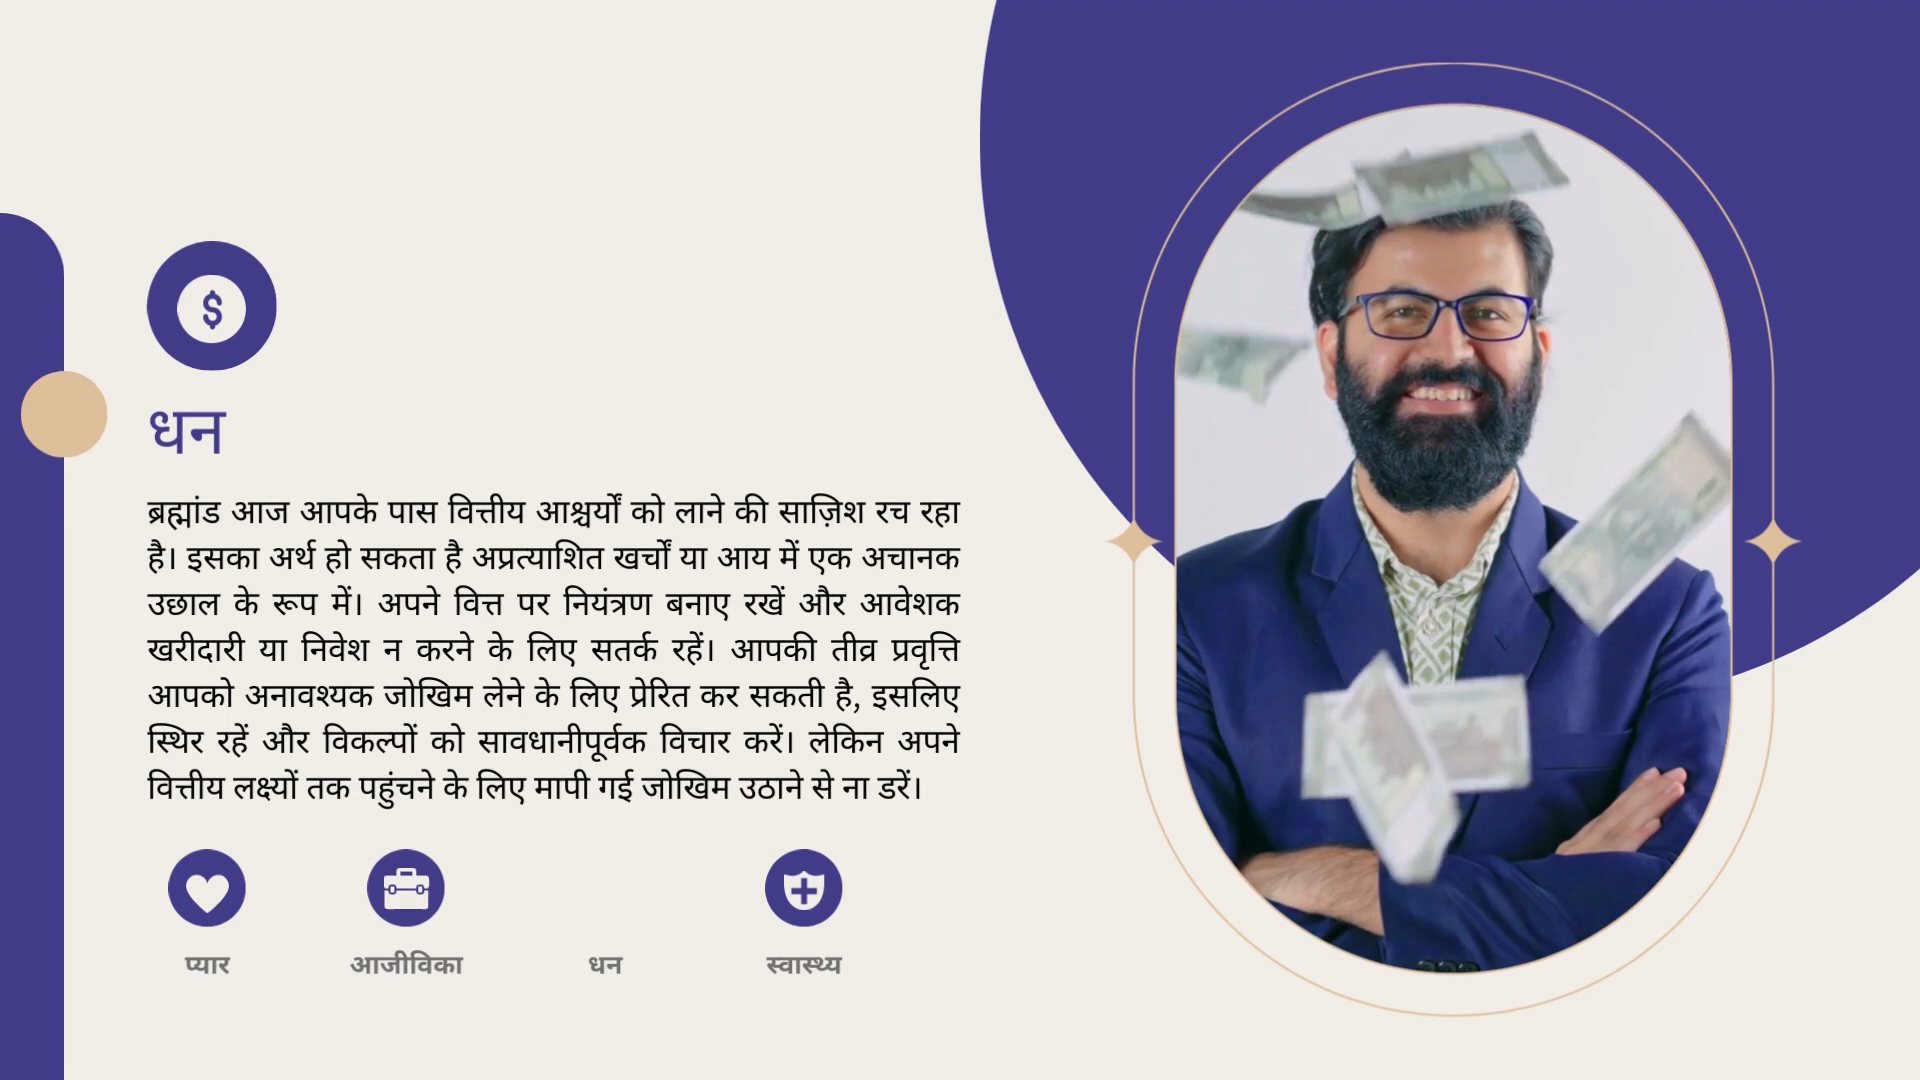 $
धन
ब्रह्मांड आज आपके पास वित्तीय आश्चर्यों को लाने की साज़िश रच रहा
है। इसका अर्थ हो सकता है अप्रत्याशित खर्चों या आय में एक अचानक
उछाल के रूप में। अपने वित्त पर नियंत्रण बनाए रखें और आवेशक
खरीदारी या निवेश न करने के लिए सतर्क रहें। आपकी तीव्र प्रवृत्ति
आपको अनावश्यक जोखिम लेने के लिए प्रेरित कर सकती है, इसलिए
स्थिर रहें और विकल्पों को सावधानीपूर्वक विचार करें। लेकिन अपने
वित्तीय लक्ष्यों तक पहुंचने के लिए मापी गई जोखिम उठाने से ना डरें।
प्यार आजीविका धन स्वास्थ्य